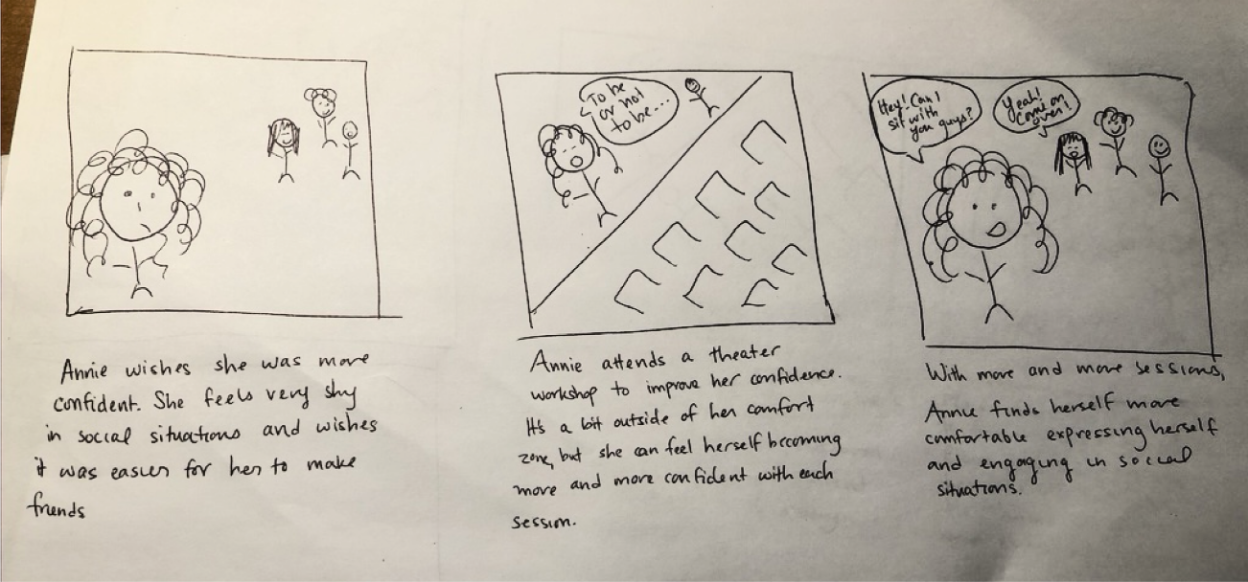 Annie wishes she was more
confident. She feels very shy
in social situations and wishes
it was easier for her to make
friends
To be
or not
to be...
Annie attends a theater
workshop to improve her confidence.
It's a bit outside of her comfort
zone, but she can feel herself becoming
more and more confident with each
session.
Hey! Can I
sit with
you guys?
Yeah!
Come on
over!
With more and more sessions,
Annie finds herself more
comfortable expressing herself
and engaging in social
situations.